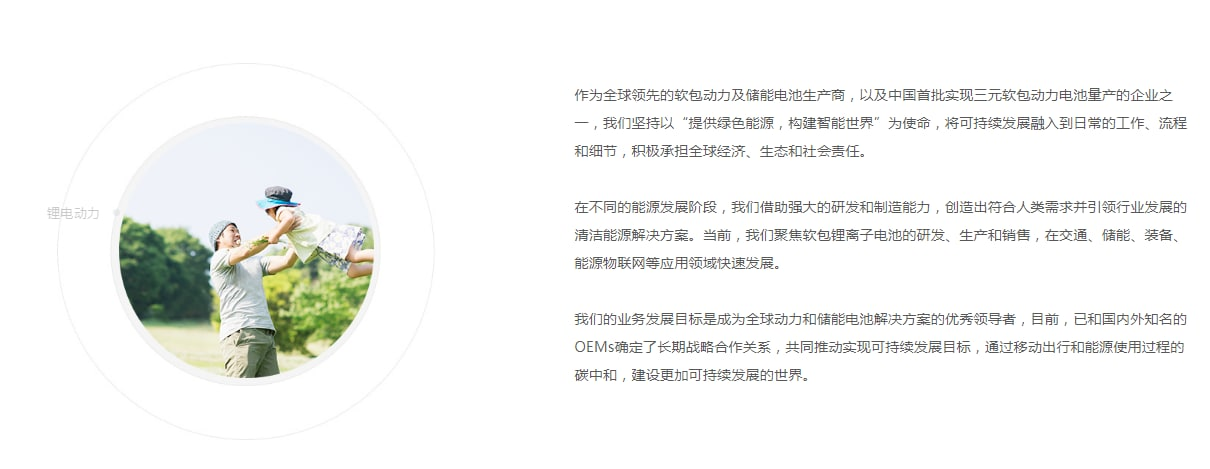 锂电动力
作为全球领先的软包动力及储能电池生产商，以及中国首批实现三元软包动力电池量产的企业之
一，我们坚持以“提供绿色能源，构建智能世界”为使命，将可持续发展融入到日常的工作、流程
和细节，积极承担全球经济、生态和社会责任。
在不同的能源发展阶段，我们借助强大的研发和制造能力，创造出符合人类需求并引领行业发展的
清洁能源解决方案。当前，我们聚焦软包锂离子电池的研发、生产和销售，在交通、储能、装备、
能源物联网等应用领域快速发展。
我们的业务发展目标是成为全球动力和储能电池解决方案的优秀领导者，目前，已和国内外知名的
OEMs确定了长期战略合作关系，共同推动实现可持续发展目标，通过移动出行和能源使用过程的
碳中和，建设更加可持续发展的世界。